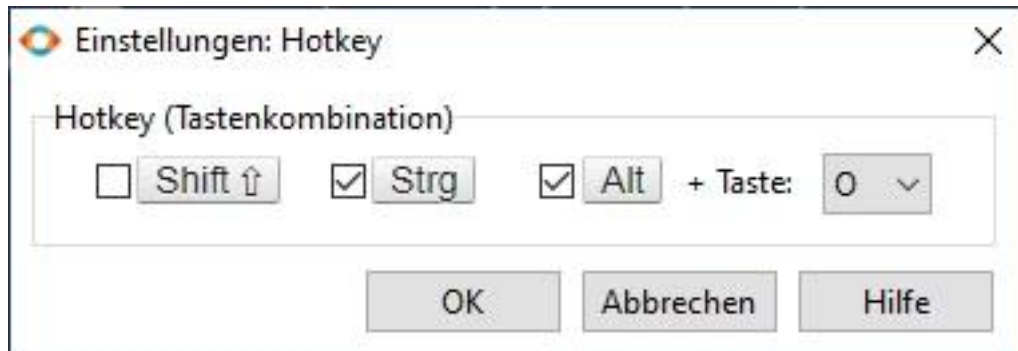 Einstellungen: Hotkey
Hotkey (Tastenkombination)
Shift ⇧ Strg Alt + Taste: O
OK Abbrechen Hilfe